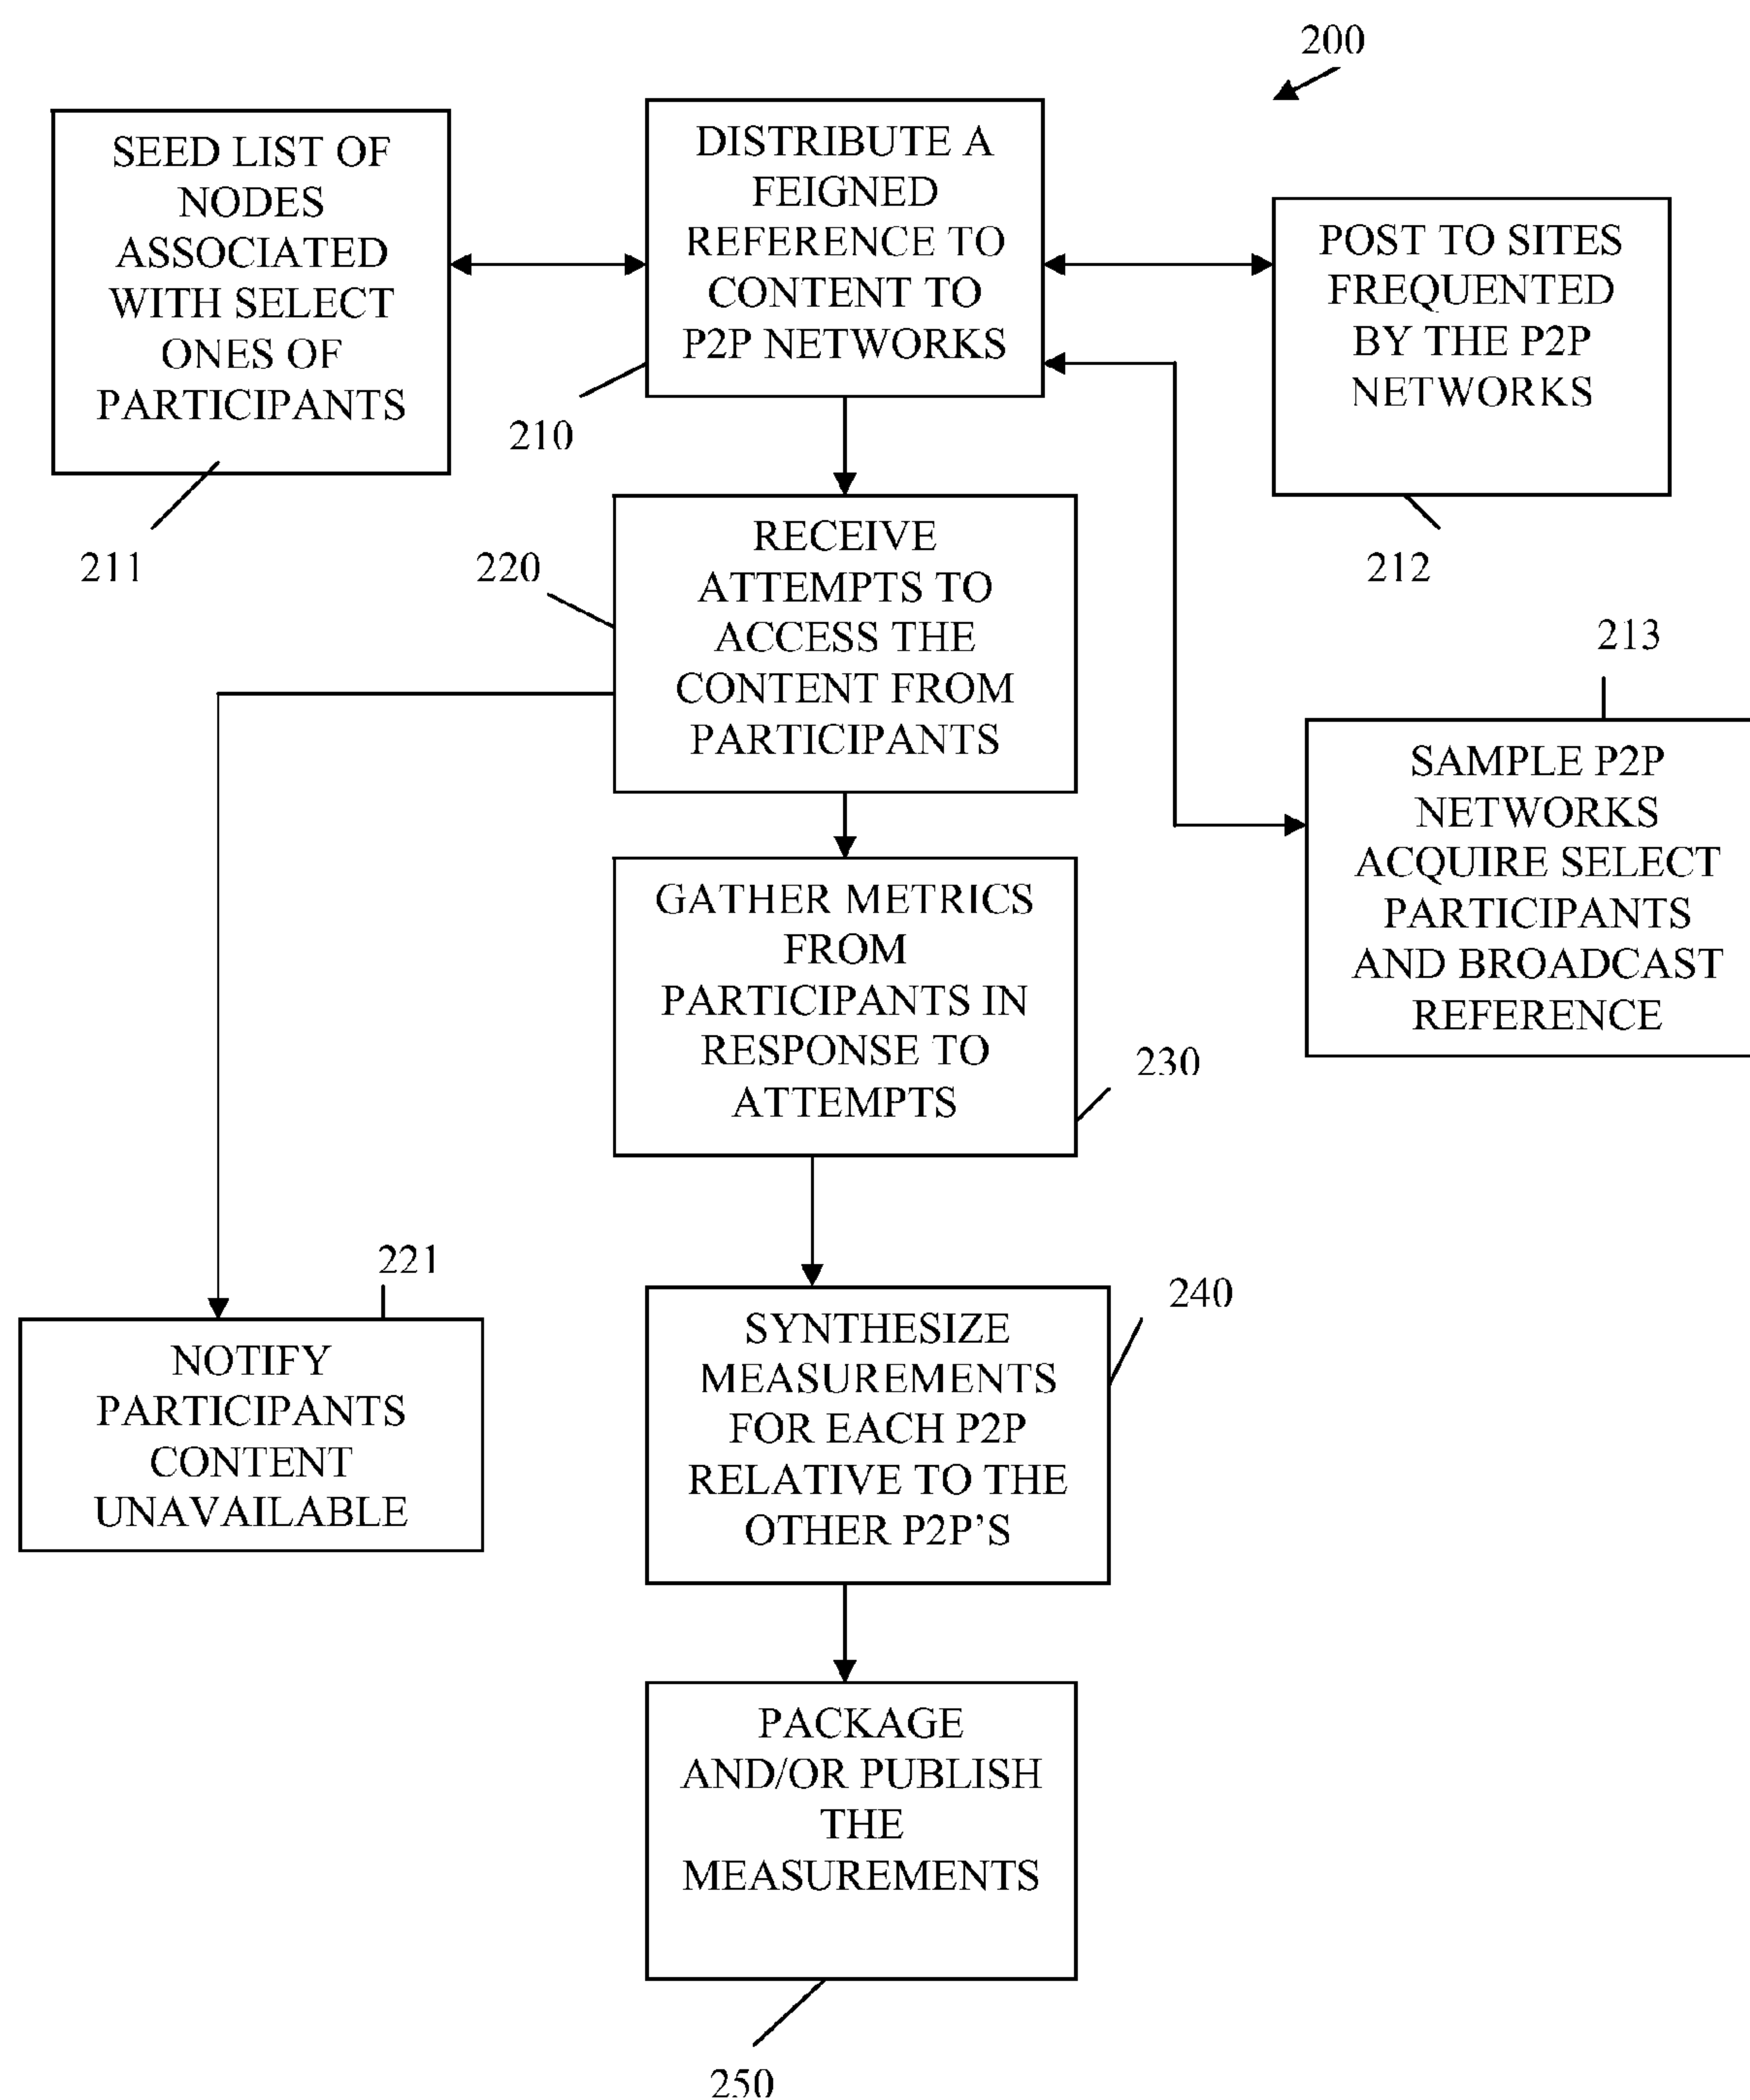 200
SEED LIST OF
NODES
ASSOCIATED
WITH SELECT
ONES OF
PARTICIPANTS
211
DISTRIBUTE A
FEIGNED
REFERENCE TO
CONTENT TO
P2P NETWORKS
210
POST TO SITES
FREQUENTED
BY THE P2P
NETWORKS
212
220
RECEIVE
ATTEMPTS TO
ACCESS THE
CONTENT FROM
PARTICIPANTS
213
SAMPLE P2P
NETWORKS
ACQUIRE SELECT
PARTICIPANTS
AND BROADCAST
REFERENCE
GATHER METRICS
FROM
PARTICIPANTS IN
RESPONSE TO
ATTEMPTS
230
221
NOTIFY
PARTICIPANTS
CONTENT
UNAVAILABLE
240
SYNTHESIZE
MEASUREMENTS
FOR EACH P2P
RELATIVE TO THE
OTHER P2P'S
PACKAGE
AND/OR PUBLISH
THE
MEASUREMENTS
250